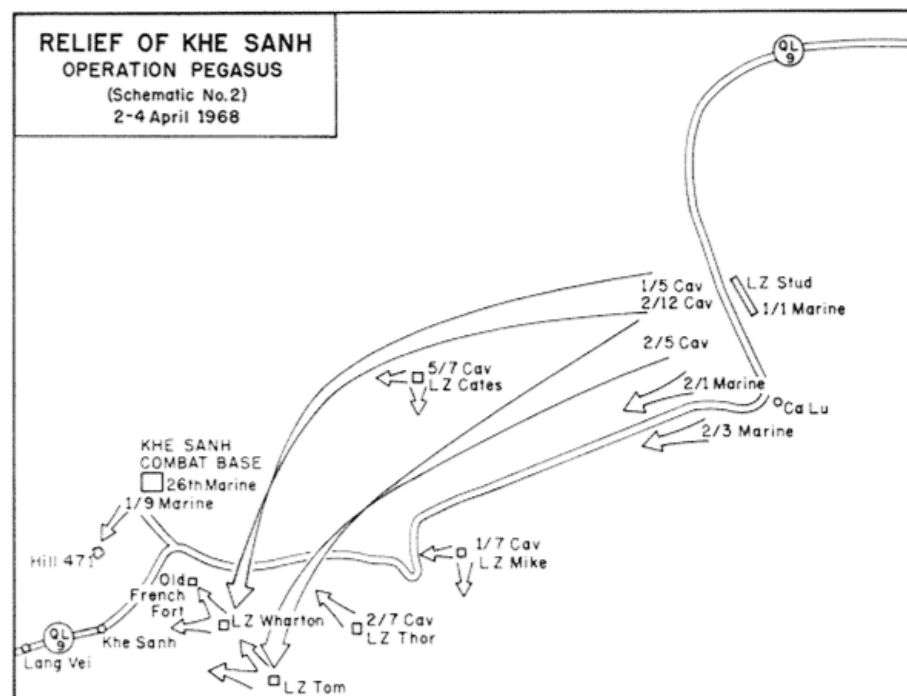 RELIEF OF KHE SANH
OPERATION PEGASUS
(Schematic No.2)
2-4 April 1968
QL
9
1/5 Cav
2/12 Cav
LZ Stud
1/1 Marine
2/5 Cav
5/7 Cav
LZ Cates
2/1 Marine
Ca Lu
2/3 Marine
KHE SANH
COMBAT BASE
26th Marine
1/9 Marine
Hill 471
1/7 Cav
LZ Mike
Old
French
Fort
LZ Wharton
2/7 Cav
LZ Thor
QL
9
Khe Sanh
Lang Vei
LZ Tom